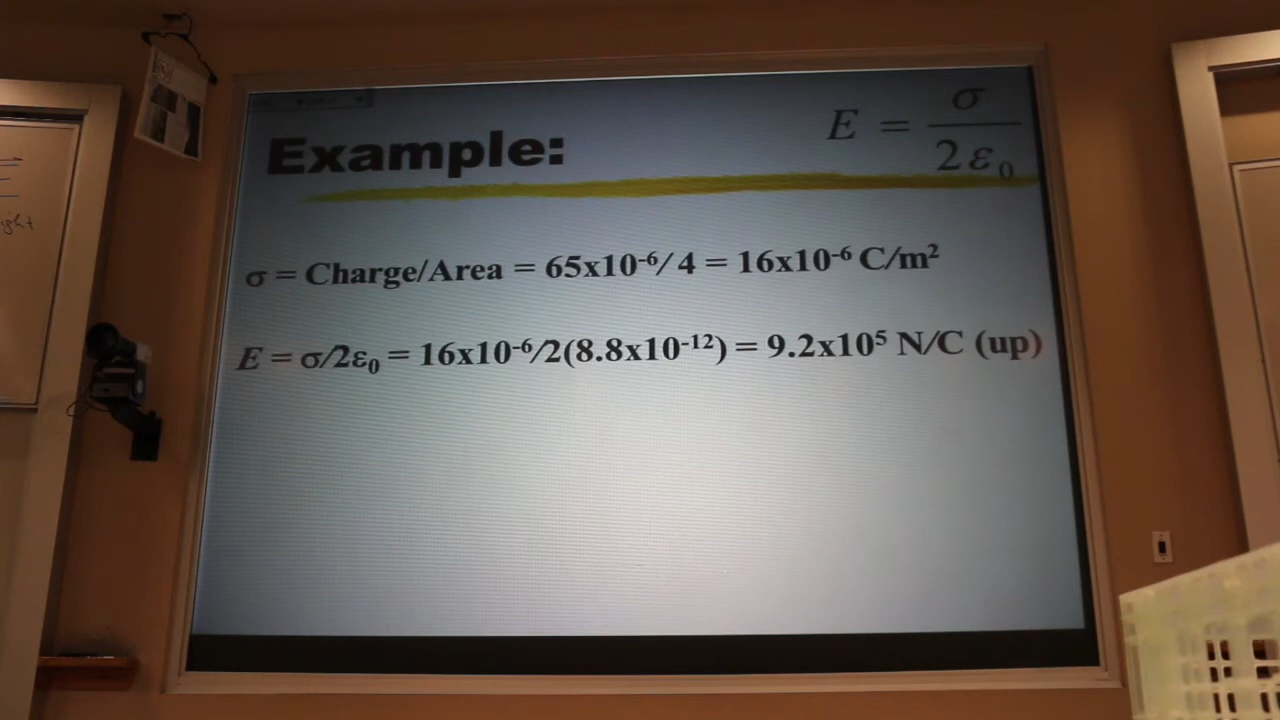 Example:
E = σ / 2ε₀
σ = Charge/Area = 65x10⁻⁶/4 = 16x10⁻⁶ C/m²
E = σ/2ε₀ = 16x10⁻⁶/2(8.8x10⁻¹²) = 9.2x10⁵ N/C (up)